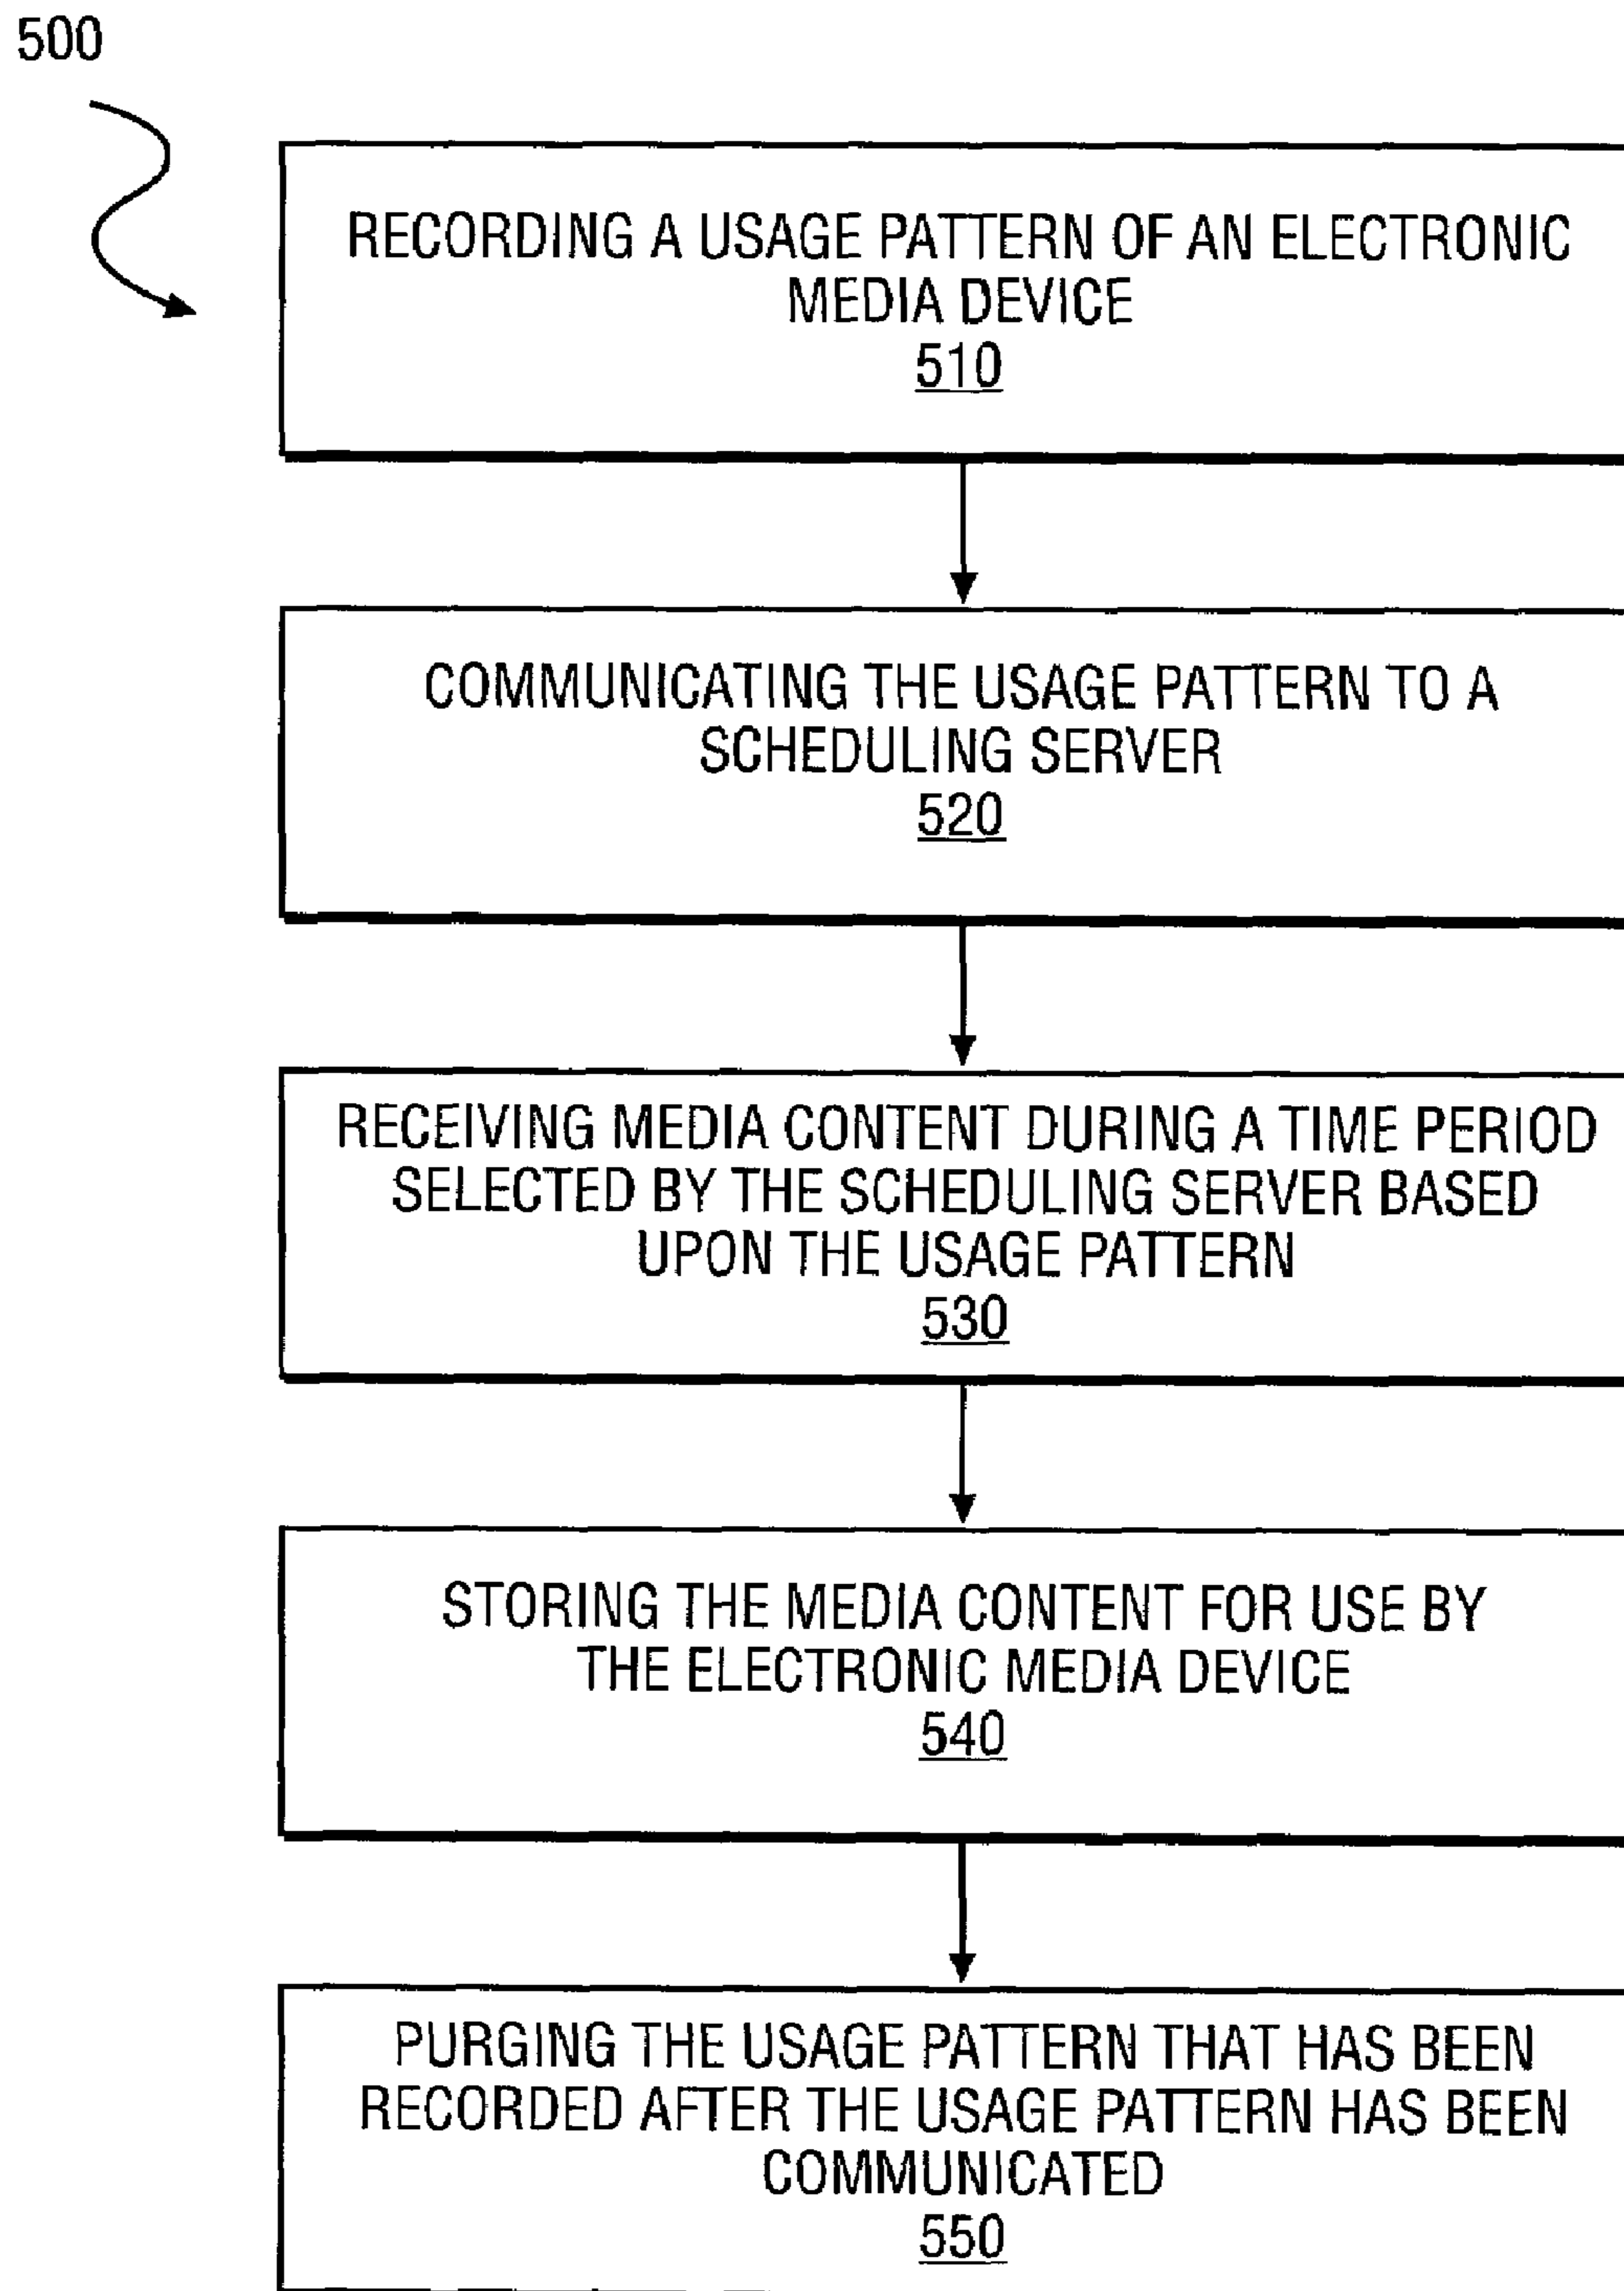 500
RECORDING A USAGE PATTERN OF AN ELECTRONIC
MEDIA DEVICE
510
COMMUNICATING THE USAGE PATTERN TO A
SCHEDULING SERVER
520
RECEIVING MEDIA CONTENT DURING A TIME PERIOD
SELECTED BY THE SCHEDULING SERVER BASED
UPON THE USAGE PATTERN
530
STORING THE MEDIA CONTENT FOR USE BY
THE ELECTRONIC MEDIA DEVICE
540
PURGING THE USAGE PATTERN THAT HAS BEEN
RECORDED AFTER THE USAGE PATTERN HAS BEEN
COMMUNICATED
550